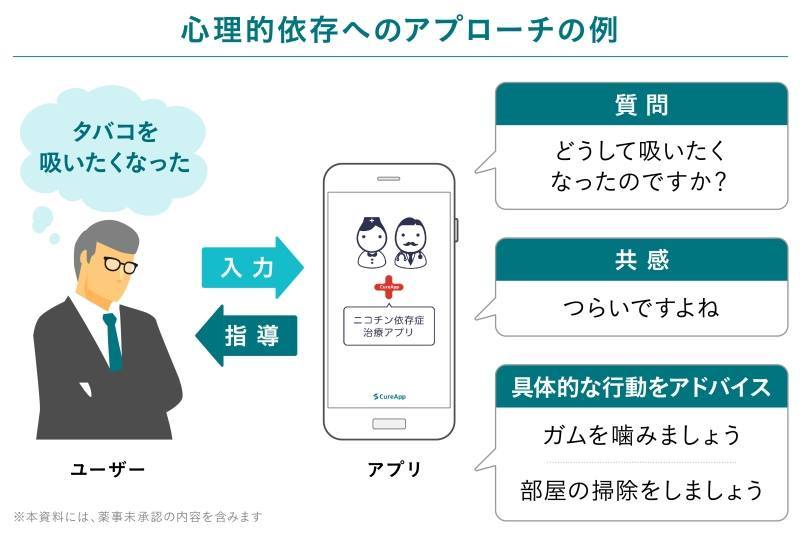 心理的依存へのアプローチの例
タバコを
吸いたくなった
入力
指導
ユーザー
CureApp
ニコチン依存症
治療アプリ
CureApp
アプリ
質問
どうして吸いたく
なったのですか?
共感
つらいですよね
具体的な行動をアドバイス
ガムを噛みましょう
部屋の掃除をしましょう
※本資料には、薬事未承認の内容を含みます